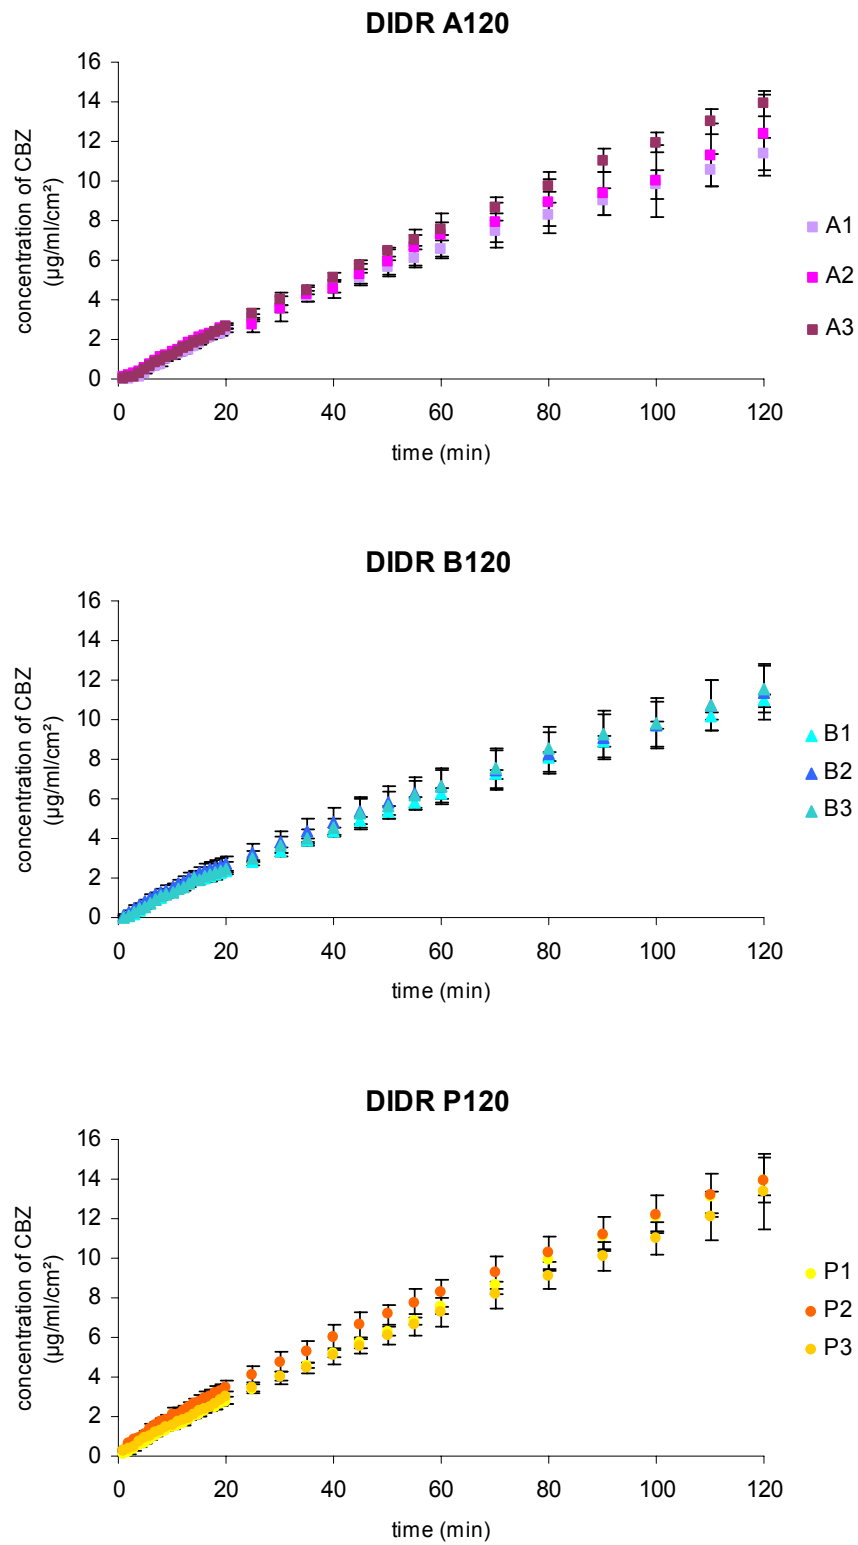 DIDR A120
concentration of CBZ
(µg/ml/cm²)
16
14
12
10
8
6
4
2
0
0 20 40 60 80 100 120
time (min)
A1
A2
A3
DIDR B120
concentration of CBZ
(µg/ml/cm²)
16
14
12
10
8
6
4
2
0
0 20 40 60 80 100 120
time (min)
B1
B2
B3
DIDR P120
concentration of CBZ
(µg/ml/cm²)
16
14
12
10
8
6
4
2
0
0 20 40 60 80 100 120
time (min)
P1
P2
P3